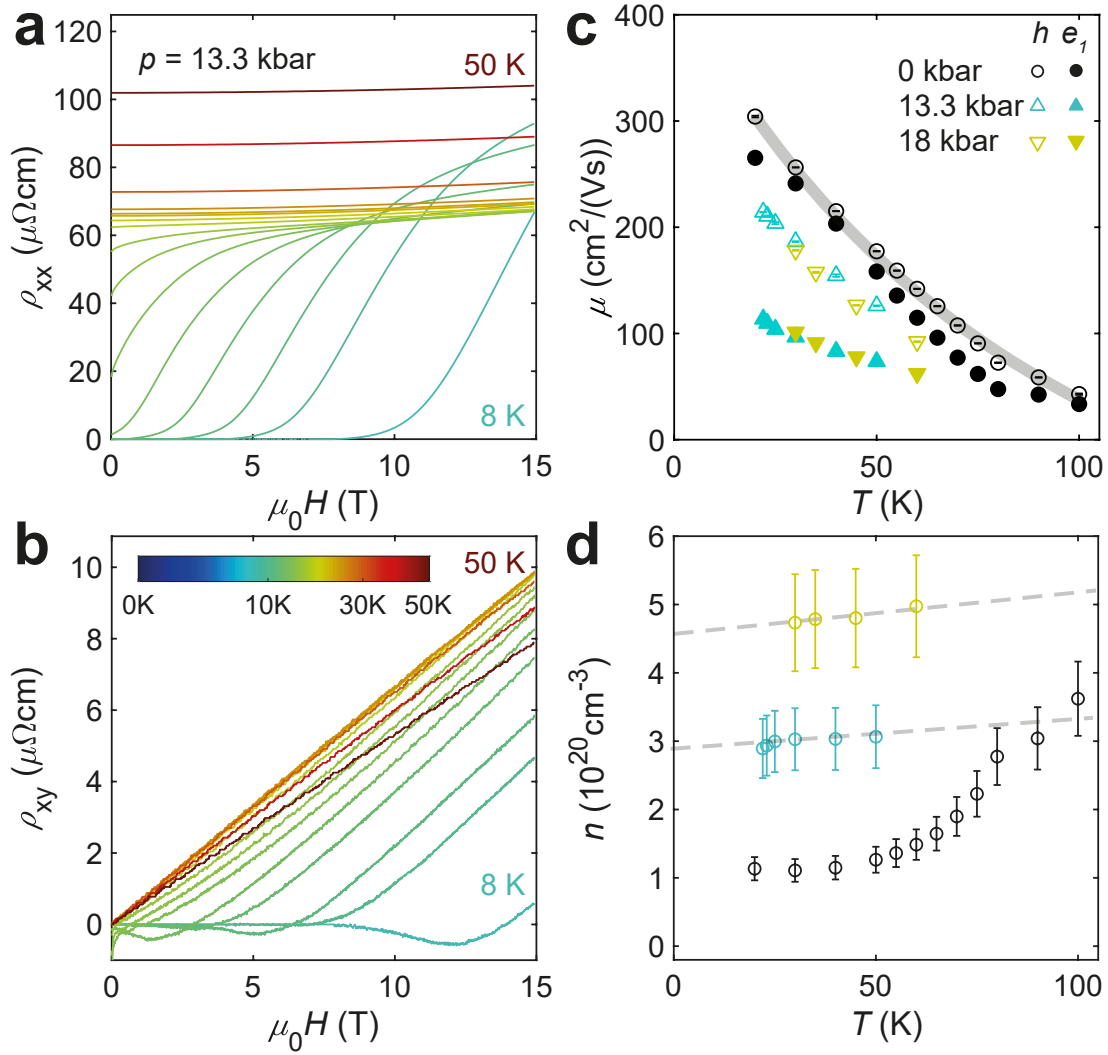 a
p = 13.3 kbar
50 K
8 K
120
100
80
60
40
20
0
ρxx (μΩcm)
0
5
10
15
μ0H (T)
b
50 K
0K
10K
30K
50K
8 K
10
8
6
4
2
0
ρxy (μΩcm)
0
5
10
15
μ0H (T)
c
h e1
0 kbar
13.3 kbar
18 kbar
400
300
200
100
0
μ (cm²/(Vs))
0
50
100
T (K)
d
6
5
4
3
2
1
0
n (10²⁰cm⁻³)
0
50
100
T (K)